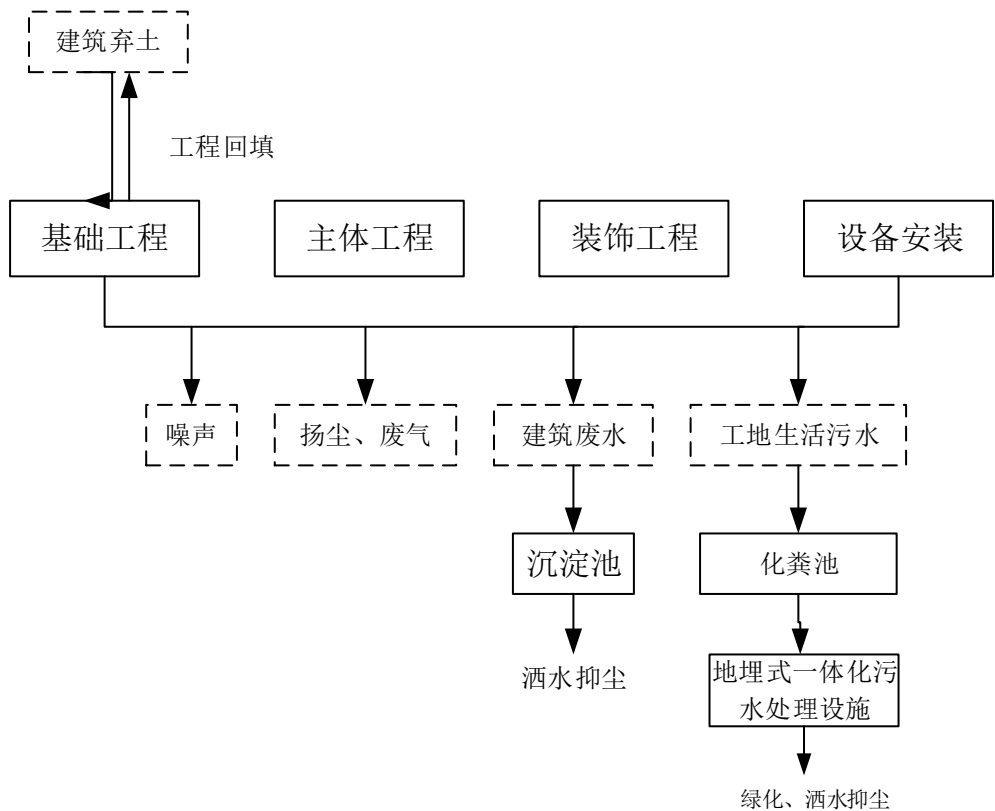 建筑弃土
工程回填
基础工程
主体工程
装饰工程
设备安装
噪声
扬尘、废气
建筑废水
工地生活污水
沉淀池
化粪池
洒水抑尘
地埋式一体化污
水处理设施
绿化、洒水抑尘